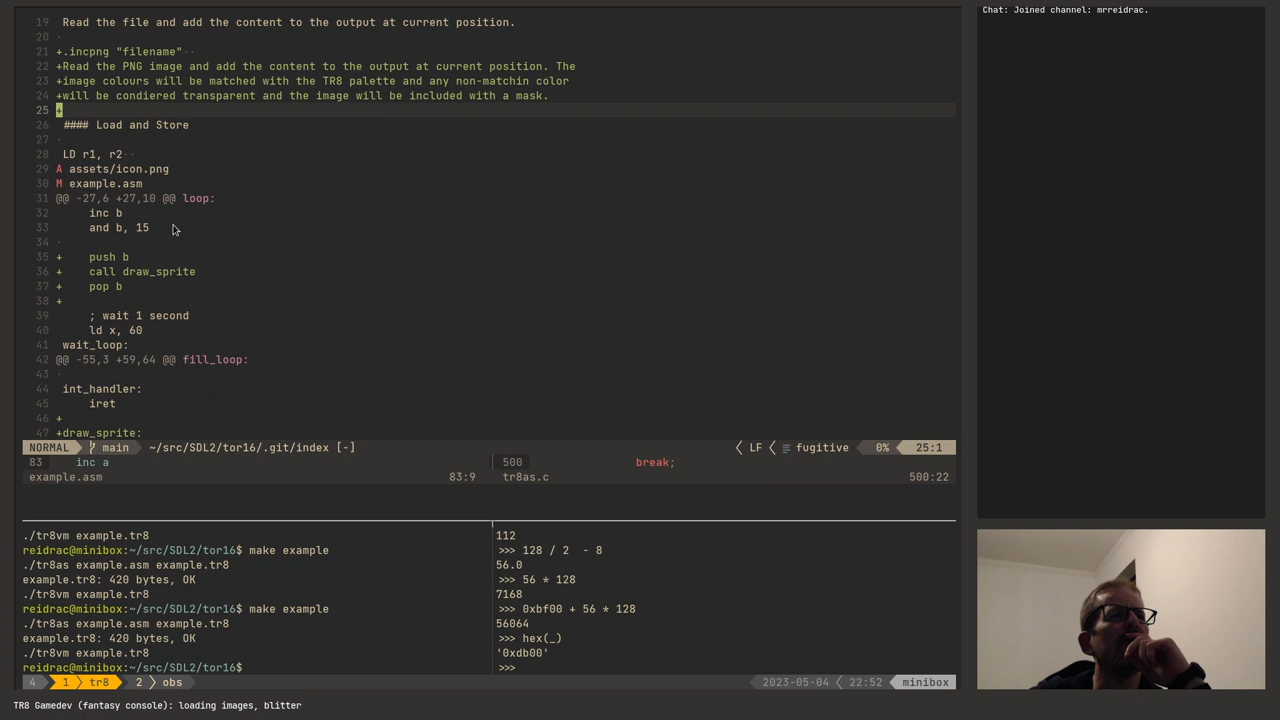 19 Read the file and add the content to the output at current position.
20
21 +.incpng "filename"
22 +Read the PNG image and add the content to the output at current position. The
23 +image colours will be matched with the TR8 palette and any non-matchin color
24 +will be condiered transparent and the image will be included with a mask.
25 +
26 #### Load and Store
27
28 LD r1, r2
29 A assets/icon.png
30 M example.asm
31 @@ -27,6 +27,10 @@ loop:
32 inc b
33 and b, 15
34
35 + push b
36 + call draw_sprite
37 + pop b
38 +
39 ; wait 1 second
40 ld x, 60
41 wait_loop:
42 @@ -55,3 +59,64 @@ fill_loop:
43
44 int_handler:
45 iret
46 +
47 +draw_sprite:
NORMAL main ~/src/SDL2/tor16/.git/index [-] LF fugitive 0% 25:1
83 inc a
500 break;
example.asm 83:9
tr8as.c 500:22
./tr8vm example.tr8
reidrac@minibox:~/src/SDL2/tor16$ make example
./tr8as example.asm example.tr8
example.tr8: 420 bytes, OK
./tr8vm example.tr8
reidrac@minibox:~/src/SDL2/tor16$ make example
./tr8as example.asm example.tr8
example.tr8: 420 bytes, OK
./tr8vm example.tr8
reidrac@minibox:~/src/SDL2/tor16$
112
>>> 128 / 2  - 8
56.0
>>> 56 * 128
7168
>>> 0xbf00 + 56 * 128
56064
>>> hex(_)
'0xdb00'
>>>
4 1 tr8 2 obs 2023-05-04 22:52 minibox
Chat: Joined channel: mrreidrac.
TR8 Gamedev (fantasy console): loading images, blitter